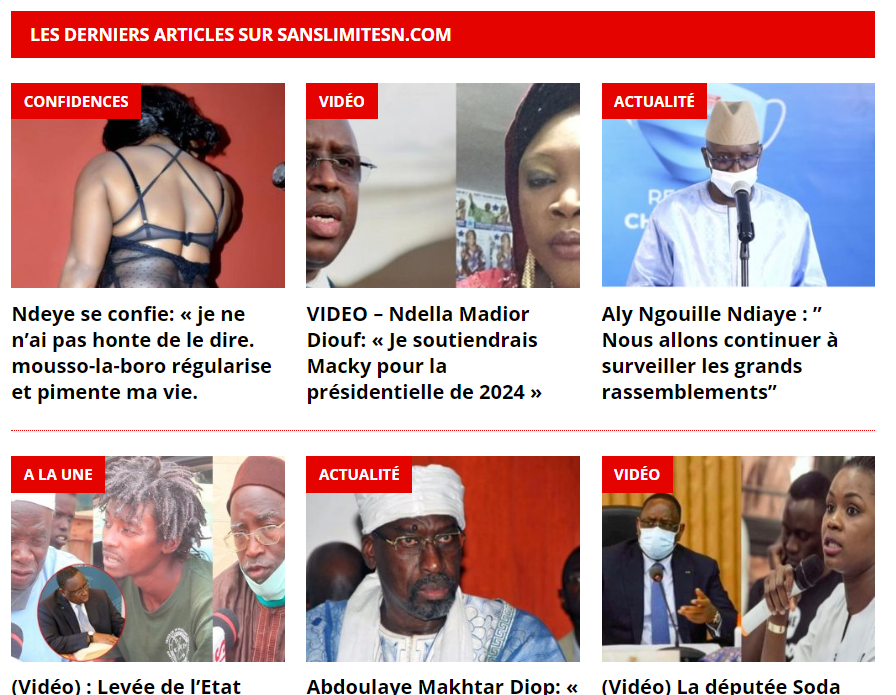 LES DERNIERS ARTICLES SUR SANSLIMITESN.COM
CONFIDENCES
Ndeye se confie: « je ne
n’ai pas honte de le dire.
mousso-la-boro régularise
et pimente ma vie.
VIDÉO
VIDEO – Ndella Madior
Diouf: « Je soutiendrais
Macky pour la
présidentielle de 2024 »
ACTUALITÉ
RE
CH
Aly Ngouille Ndiaye : ”
Nous allons continuer à
surveiller les grands
rassemblements”
A LA UNE
(Vidéo) : Levée de l’Etat
ACTUALITÉ
Abdoulaye Makhtar Diop: «
VIDÉO
(Vidéo) La députée Soda